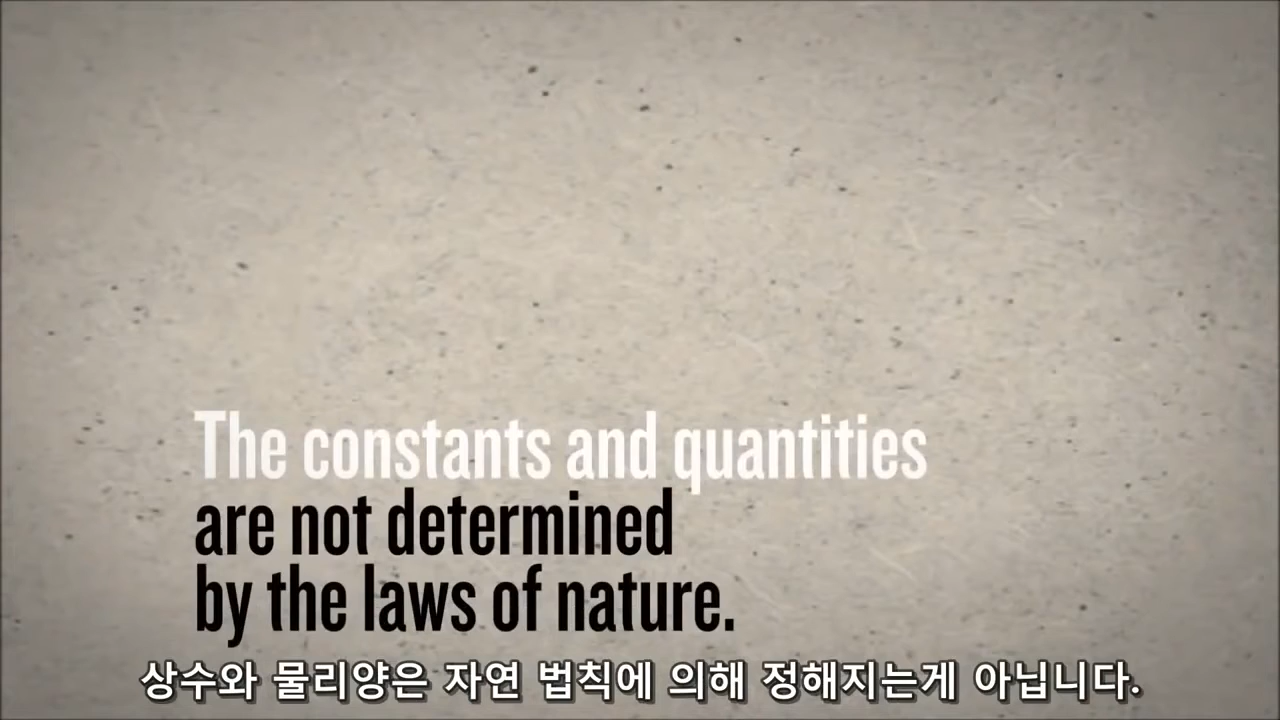 The constants and quantities
are not determined
by the laws of nature.
상수와 물리양은 자연 법칙에 의해 정해지는게 아닙니다.